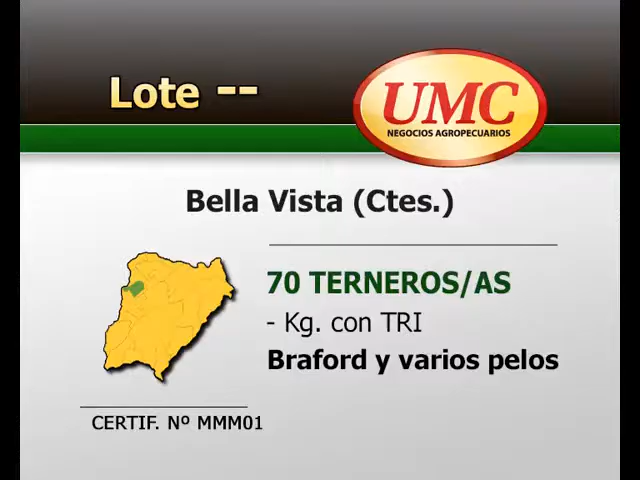 Lote --
UMC
NEGOCIOS AGROPECUARIOS
Bella Vista (Ctes.)
70 TERNEROS/AS
- Kg. con TRI
Braford y varios pelos
CERTIF. Nº MMM01